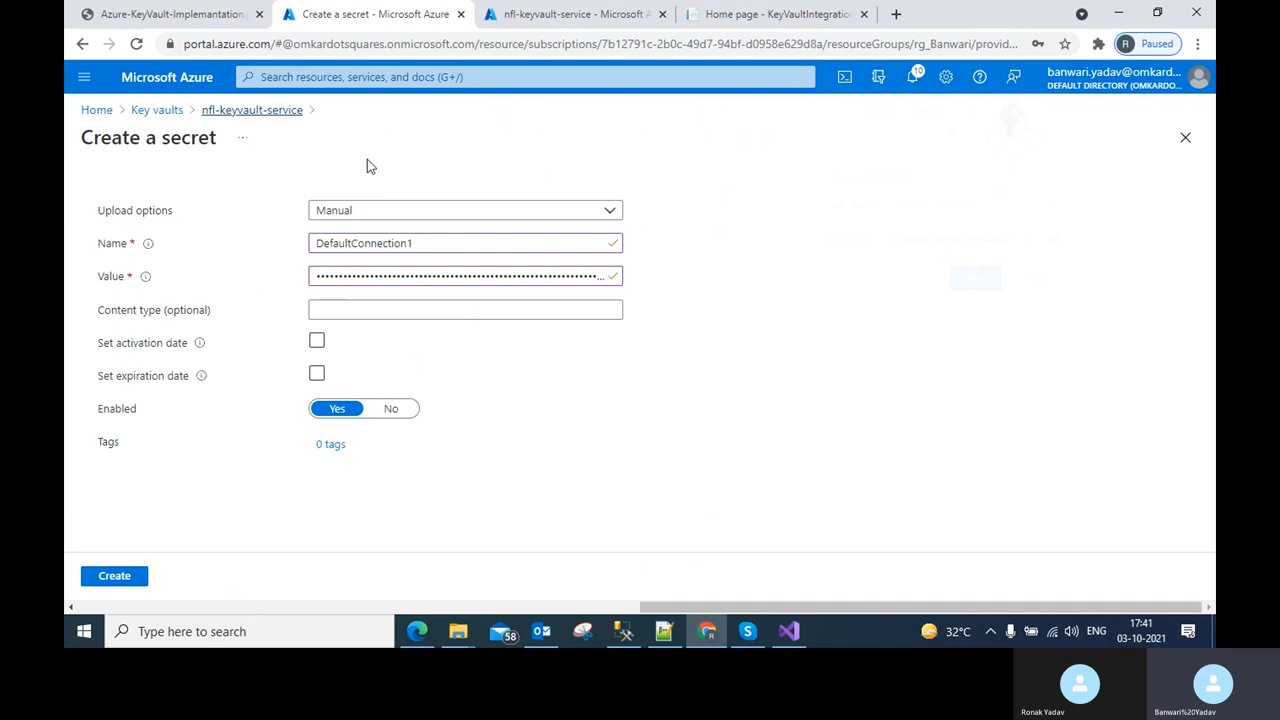 Azure-KeyVault-Implemantation.
Create a secret - Microsoft Azure
nfl-keyvault-service - Microsoft A
Home page - KeyVaultIntegration
portal.azure.com/#@omkardotsquares.onmicrosoft.com/resource/subscriptions/7b12791c-2b0c-49d7-94bf-d0958e629d8a/resourceGroups/rg_Banwari/provid...
R Paused
Microsoft Azure
Search resources, services, and docs (G+/)
10
banwari.yadav@omkard...
DEFAULT DIRECTORY (OMKARDO...
Home > Key vaults > nfl-keyvault-service >
Create a secret ...
Upload options
Manual
Name *
DefaultConnection1
Value *
••••••••••••••••••••••••••••••••••••••••••••••••••••••••••••••...
Content type (optional)
Set activation date
Set expiration date
Enabled
Yes No
Tags
0 tags
Create
Type here to search
58
R
32°C
ENG
17:41
03-10-2021
Ronak Yadav
Banwari%20Yadav